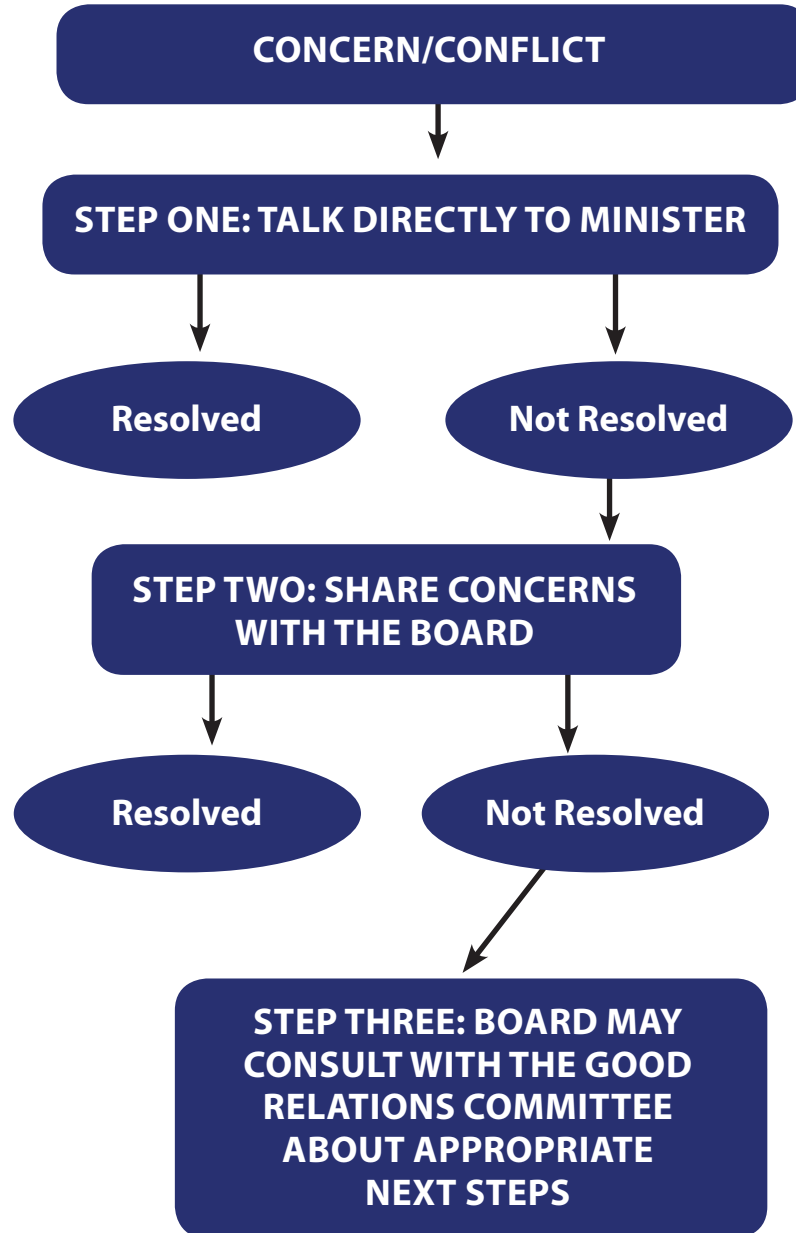 CONCERN/CONFLICT
STEP ONE: TALK DIRECTLY TO MINISTER
Resolved
Not Resolved
STEP TWO: SHARE CONCERNS
WITH THE BOARD
Resolved
Not Resolved
STEP THREE: BOARD MAY
CONSULT WITH THE GOOD
RELATIONS COMMITTEE
ABOUT APPROPRIATE
NEXT STEPS